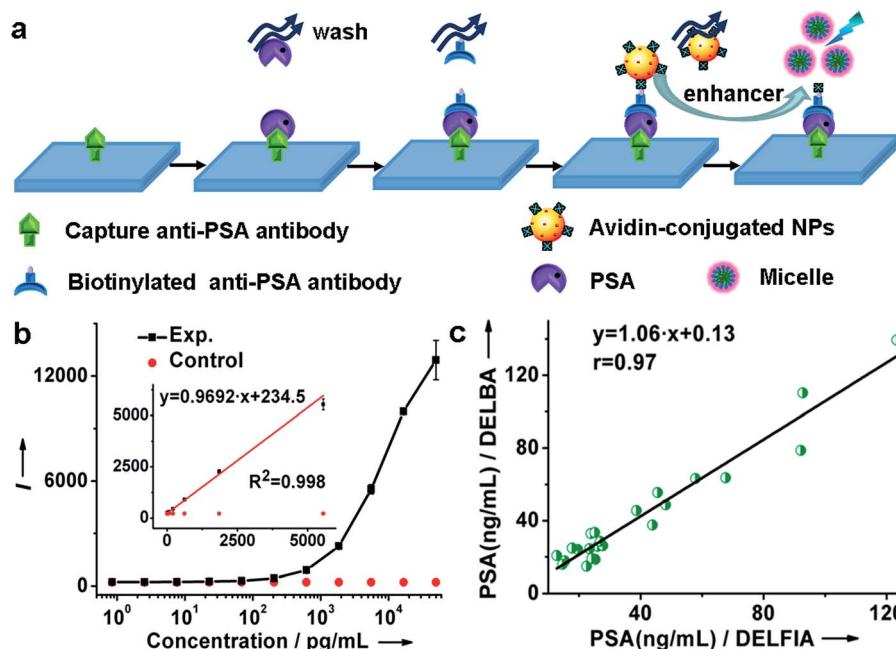 a
wash
enhancer
Capture anti-PSA antibody
Avidin-conjugated NPs
Biotinylated anti-PSA antibody
PSA
Micelle
b
Exp.
Control
12000
6000
0
I
y=0.9692·x+234.5
5000
2500
0
R²=0.998
0 2500 5000
10⁰ 10¹ 10² 10³ 10⁴
Concentration / pg/mL
c
y=1.06·x+0.13
r=0.97
120
80
40
0
PSA(ng/mL) / DELBA
40 80 120
PSA(ng/mL) / DELFIA